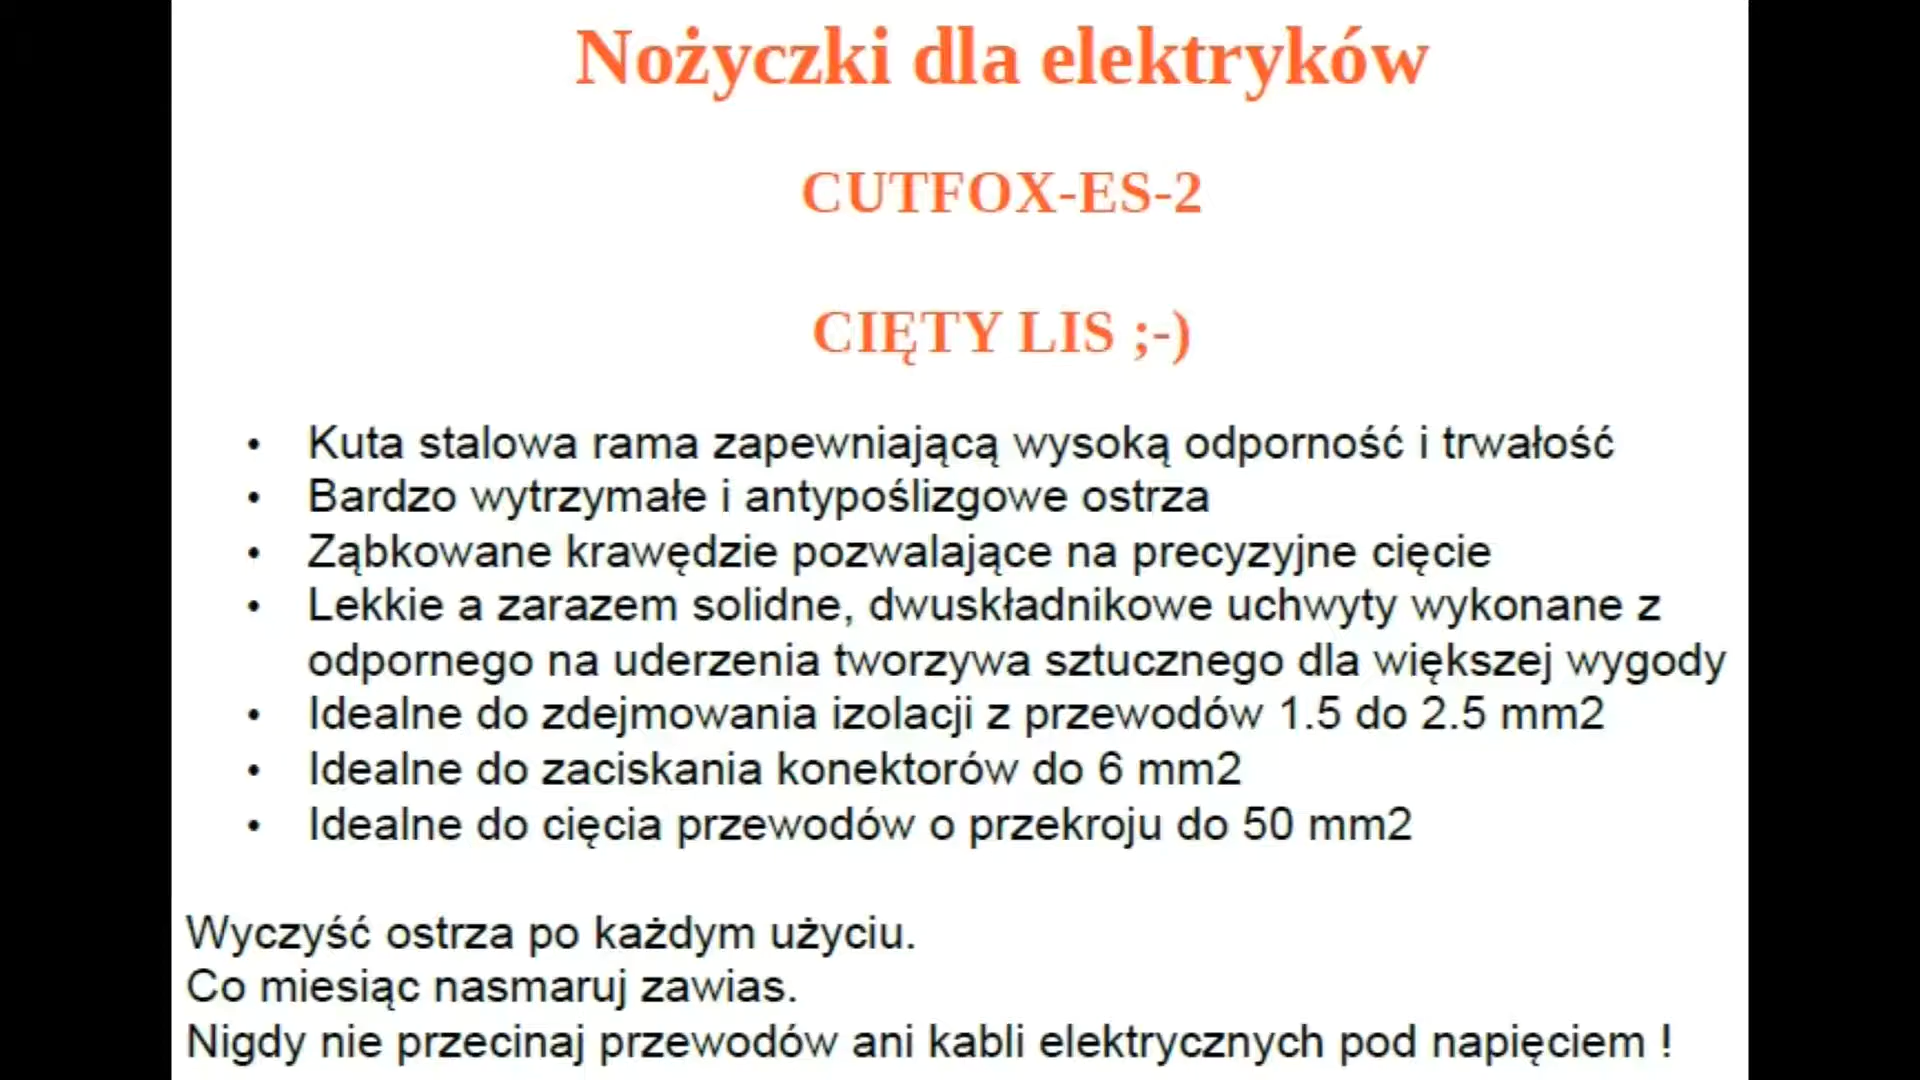 Nożyczki dla elektryków
CUTFOX-ES-2
CIĘTY LIS ;-)
• Kuta stalowa rama zapewniającą wysoką odporność i trwałość
• Bardzo wytrzymałe i antypoślizgowe ostrza
• Ząbkowane krawędzie pozwalające na precyzyjne cięcie
• Lekkie a zarazem solidne, dwuskładnikowe uchwyty wykonane z
odpornego na uderzenia tworzywa sztucznego dla większej wygody
• Idealne do zdejmowania izolacji z przewodów 1.5 do 2.5 mm2
• Idealne do zaciskania konektorów do 6 mm2
• Idealne do cięcia przewodów o przekroju do 50 mm2
Wyczyść ostrza po każdym użyciu.
Co miesiąc nasmaruj zawias.
Nigdy nie przecinaj przewodów ani kabli elektrycznych pod napięciem !